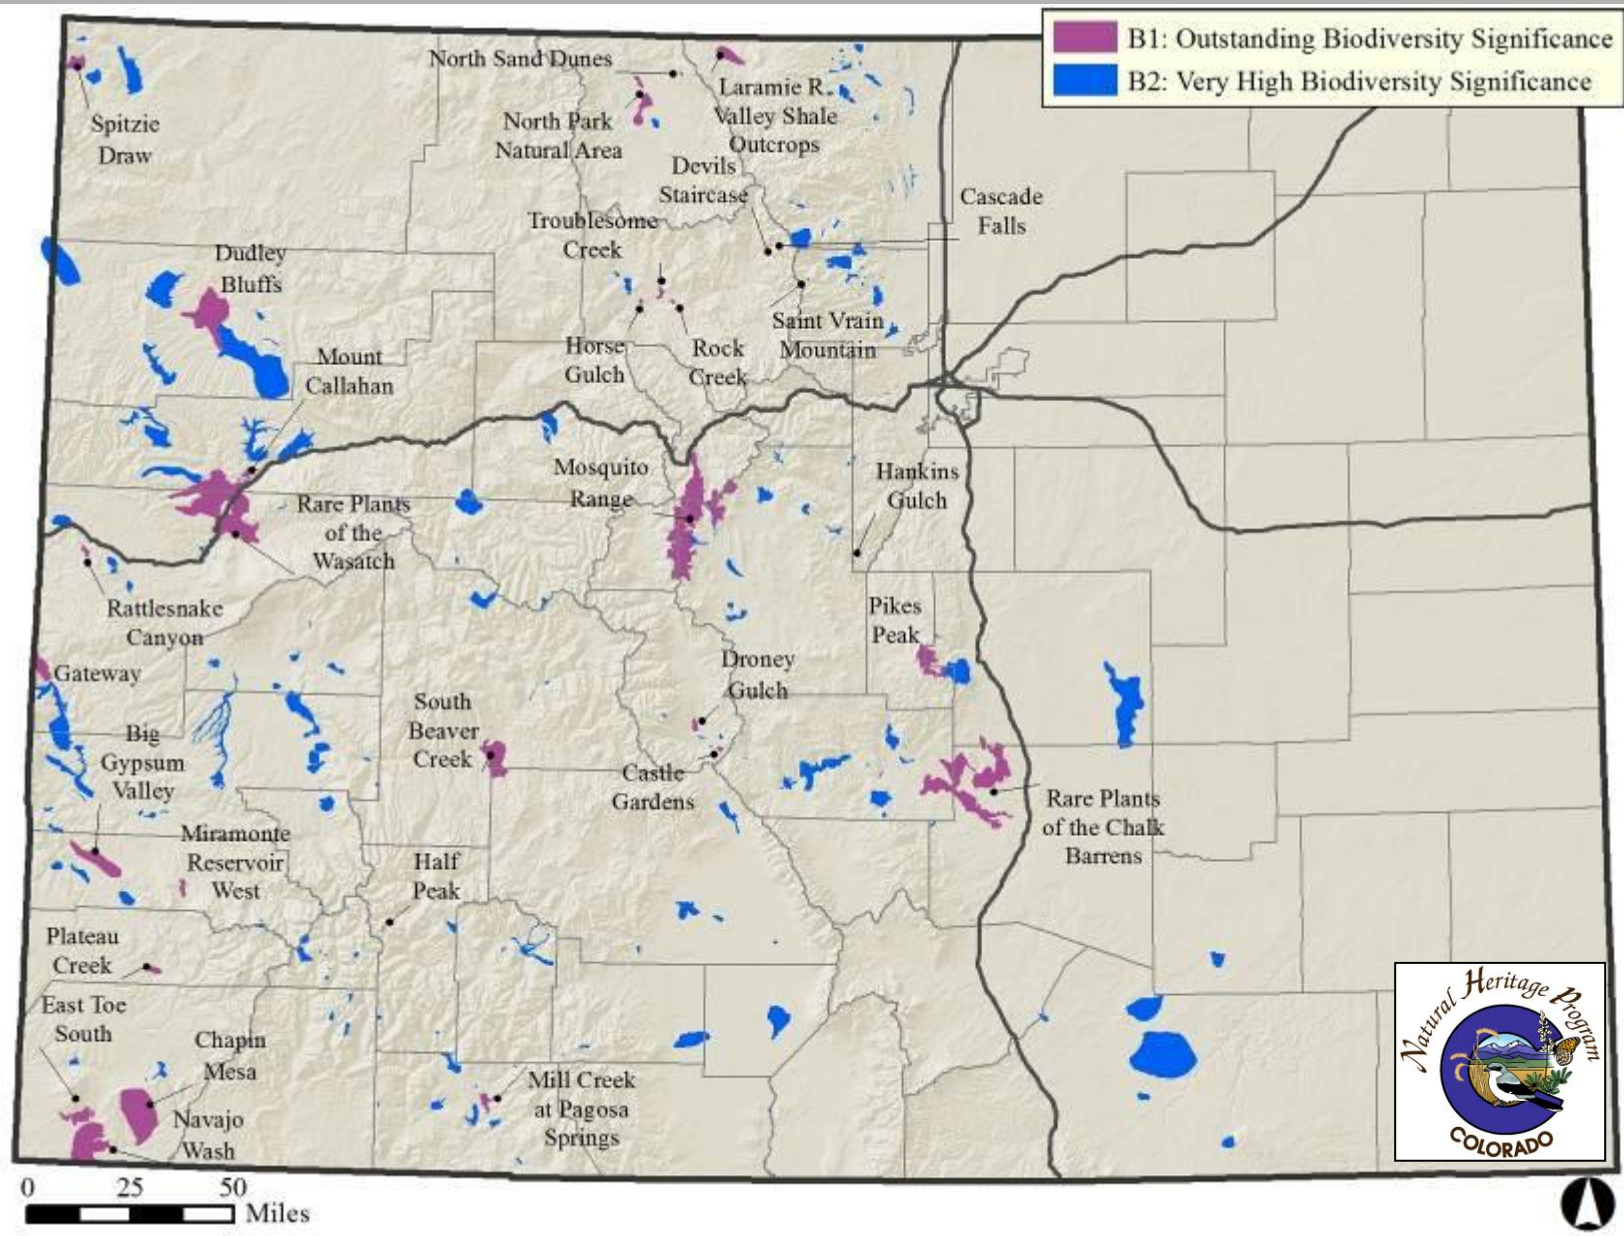 B1: Outstanding Biodiversity Significance
B2: Very High Biodiversity Significance
North Sand Dunes
Laramie R.
Valley Shale
Outcrops
Spitzie
Draw
North Park
Natural Area
Devils
Staircase
Cascade
Falls
Troublesome
Creek
Dudley
Bluffs
Saint Vrain
Mountain
Horse
Gulch
Rock
Creek
Mount
Callahan
Mosquito
Range
Hankins
Gulch
Rare Plants
of the
Wasatch
Rattlesnake
Canyon
Pikes
Peak
Gateway
Droney
Gulch
South
Beaver
Creek
Big
Gypsum
Valley
Castle
Gardens
Rare Plants
of the Chalk
Barrens
Miramonte
Reservoir
West
Half
Peak
Plateau
Creek
East Toe
South
Chapin
Mesa
Navajo
Wash
Mill Creek
at Pagosa
Springs
Natural Heritage Program
COLORADO
0 25 50
Miles